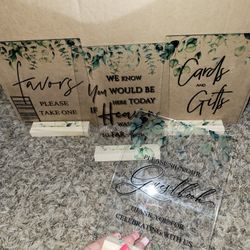 Favors
PLEASE
TAKE ONE
WE KNOW
You WOULD BE
HERE TODAY
IF
Heaven
Cards
AND
Gifts
PLEASE SIGN OUR
Guestbook
THANK YOU FOR
CELEBRATING WITH US